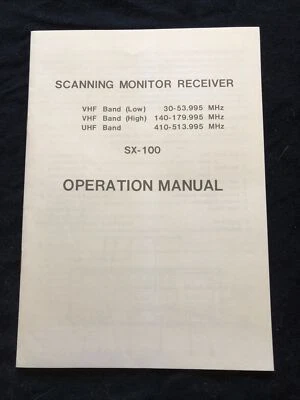 SCANNING MONITOR RECEIVER
VHF Band (Low) 30-53.995 MHz
VHF Band (High) 140-179.995 MHz
UHF Band 410-513.995 MHz
SX-100
OPERATION MANUAL